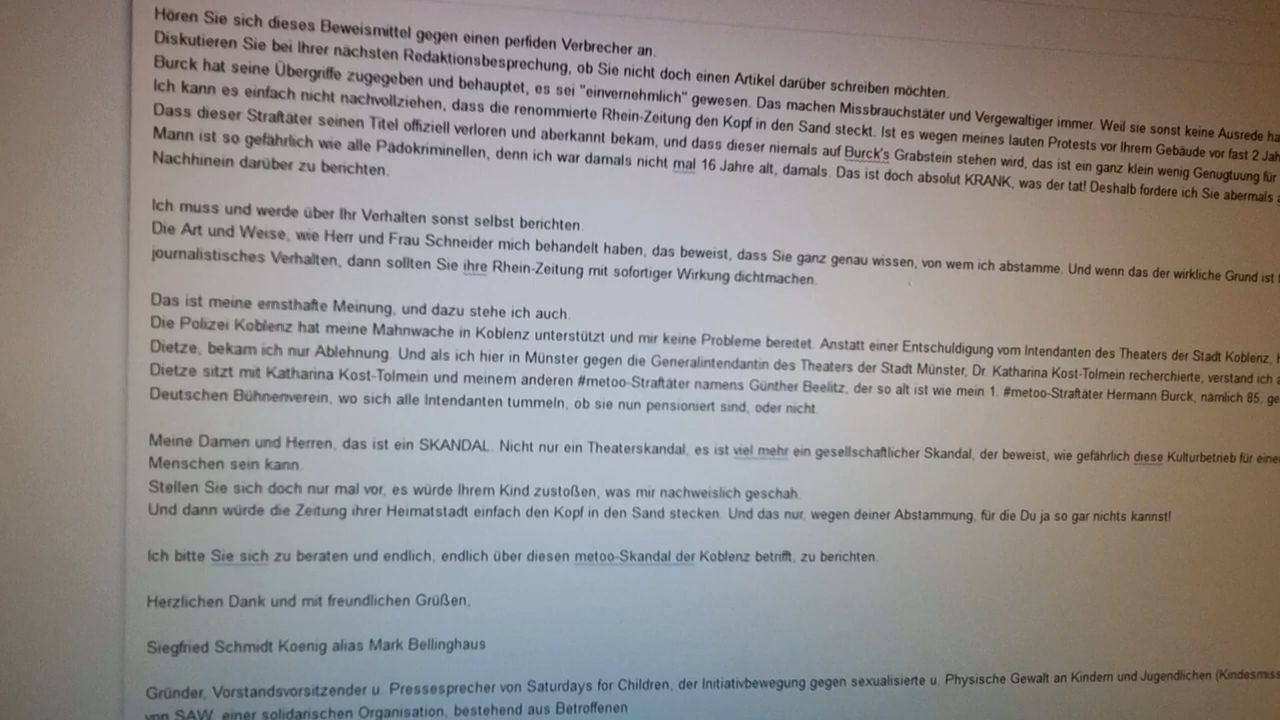 Hören Sie sich dieses Beweismittel gegen einen perfiden Verbrecher an.
Diskutieren Sie bei Ihrer nächsten Redaktionsbesprechung, ob Sie nicht doch einen Artikel darüber schreiben möchten.
Burck hat seine Übergriffe zugegeben und behauptet, es sei "einvernehmlich" gewesen. Das machen Missbrauchstäter und Vergewaltiger immer. Weil sie sonst keine Ausrede
Ich kann es einfach nicht nachvollziehen, dass die renommierte Rhein-Zeitung den Kopf in den Sand steckt. Ist es wegen meines lauten Protests vor Ihrem Gebäude vor fast 2
Dass dieser Straftäter seinen Titel offiziell verloren und aberkannt bekam, und dass dieser niemals auf Burck's Grabstein stehen wird, das ist ein ganz klein wenig Genugtuung für
Mann ist so gefährlich wie alle Pädokriminellen, denn ich war damals nicht mal 16 Jahre alt, damals. Das ist doch absolut KRANK, was der tat! Deshalb fordere ich Sie abermals
Nachhinein darüber zu berichten.
Ich muss und werde über Ihr Verhalten sonst selbst berichten.
Die Art und Weise, wie Herr und Frau Schneider mich behandelt haben, das beweist, dass Sie ganz genau wissen, von wem ich abstamme. Und wenn das der wirkliche Grund ist
journalistisches Verhalten, dann sollten Sie ihre Rhein-Zeitung mit sofortiger Wirkung dichtmachen.
Das ist meine ernsthafte Meinung, und dazu stehe ich auch.
Die Polizei Koblenz hat meine Mahnwache in Koblenz unterstützt und mir keine Probleme bereitet. Anstatt einer Entschuldigung vom Intendanten des Theaters der Stadt Koblenz,
Dietze, bekam ich nur Ablehnung. Und als ich hier in Münster gegen die Generalintendantin des Theaters der Stadt Münster, Dr. Katharina Kost-Tolmein recherchierte, verstand ich
Dietze sitzt mit Katharina Kost-Tolmein und meinem anderen #metoo-Straftäter namens Günther Beelitz, der so alt ist wie mein 1. #metoo-Straftäter Hermann Burck, nämlich 85,
Deutschen Bühnenverein, wo sich alle Intendanten tummeln, ob sie nun pensioniert sind, oder nicht.
Meine Damen und Herren, das ist ein SKANDAL. Nicht nur ein Theaterskandal, es ist viel mehr ein gesellschaftlicher Skandal, der beweist, wie gefährlich diese Kulturbetrieb für
Menschen sein kann.
Stellen Sie sich doch nur mal vor, es würde Ihrem Kind zustoßen, was mir nachweislich geschah.
Und dann würde die Zeitung ihrer Heimatstadt einfach den Kopf in den Sand stecken. Und das nur, wegen deiner Abstammung, für die Du ja so gar nichts kannst!
Ich bitte Sie sich zu beraten und endlich, endlich über diesen metoo-Skandal der Koblenz betrifft, zu berichten.
Herzlichen Dank und mit freundlichen Grüßen,
Siegfried Schmidt Koenig alias Mark Bellinghaus
Gründer, Vorstandsvorsitzender u. Pressesprecher von Saturdays for Children, der Initiativbewegung gegen sexualisierte u. Physische Gewalt an Kindern und Jugendlichen
von SAW, einer solidarischen Organisation, bestehend aus Betroffenen